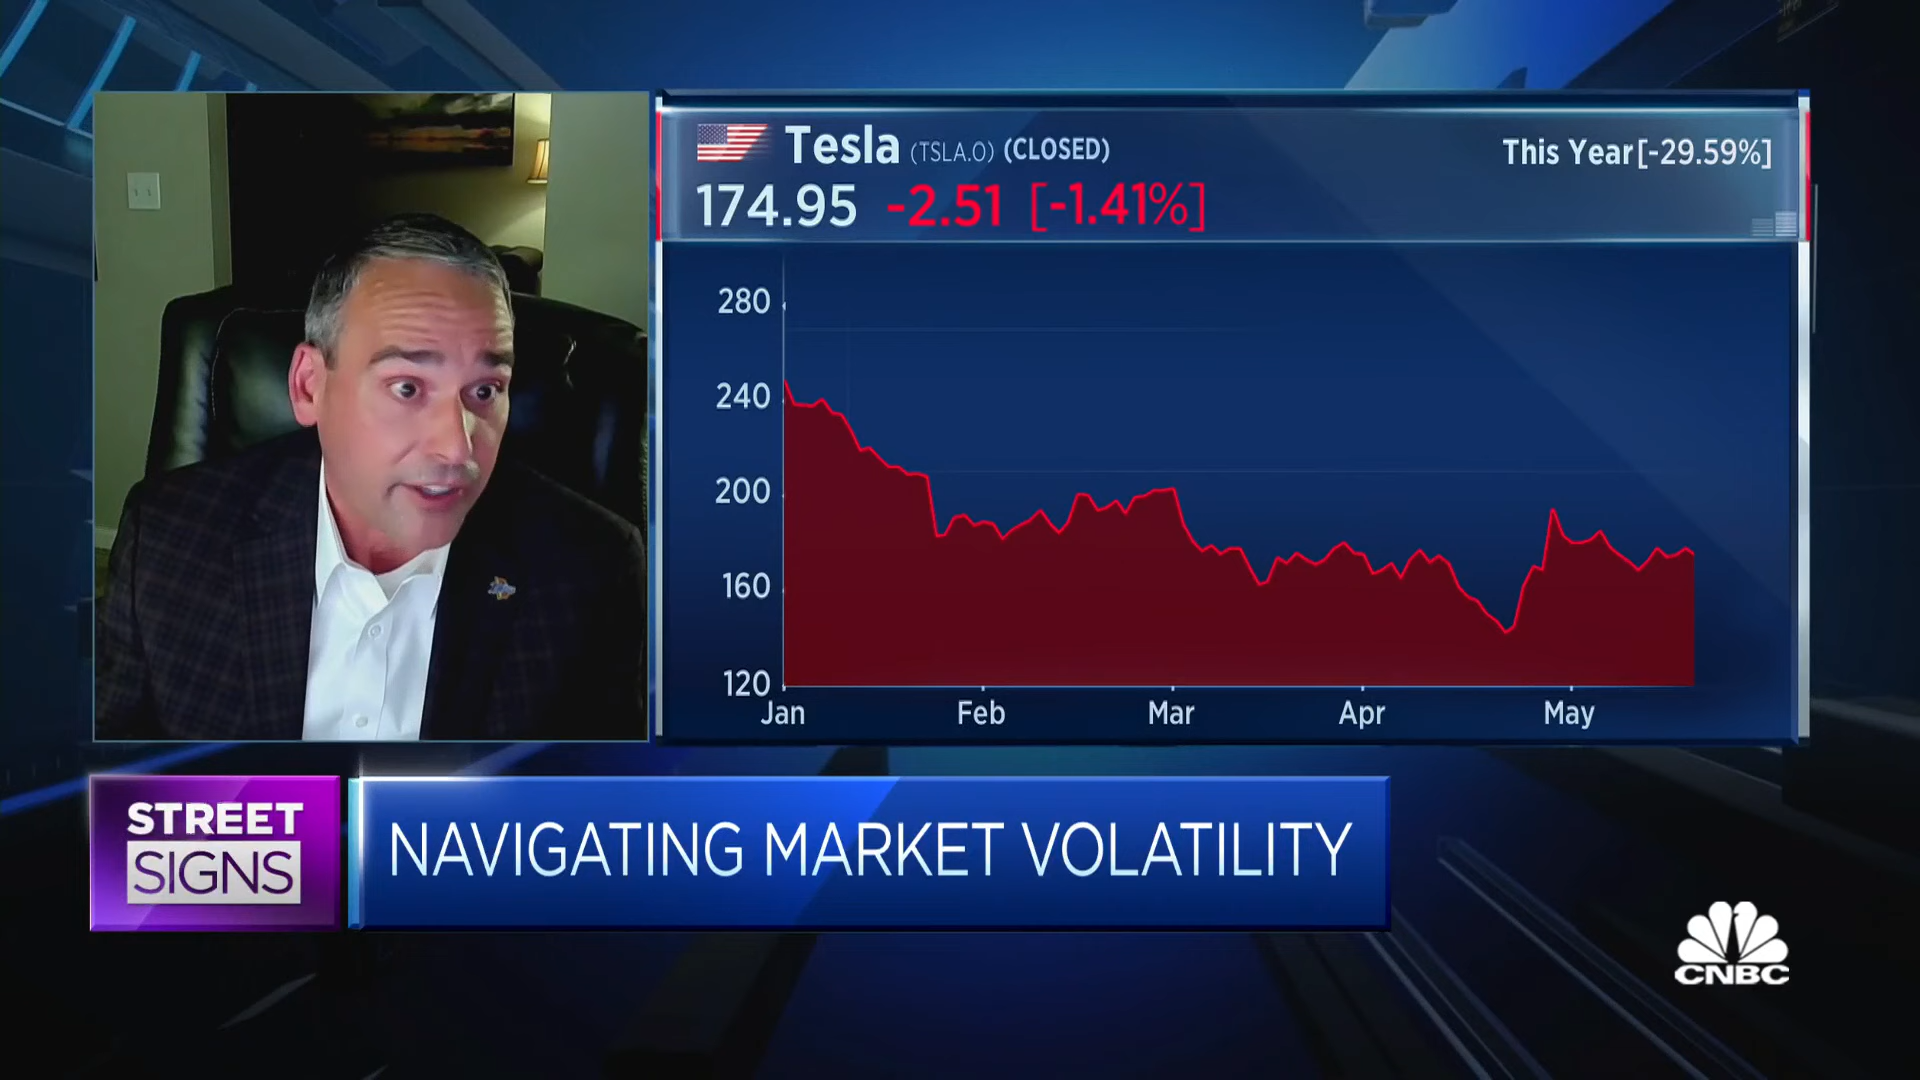 Tesla (TSLA.O) (CLOSED)
This Year[-29.59%]
174.95 -2.51 [-1.41%]
280
240
200
160
120
Jan Feb Mar Apr May
STREET
SIGNS
NAVIGATING MARKET VOLATILITY
CNBC